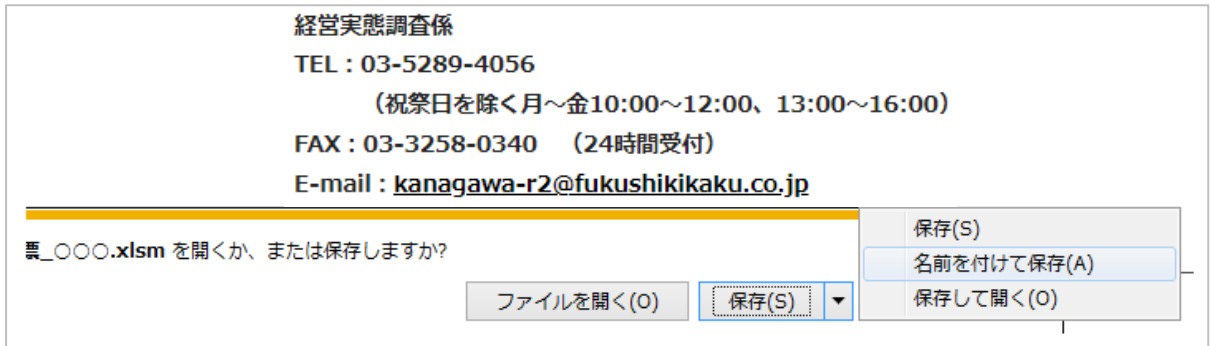 経営実態調査係
TEL：03-5289-4056
（祝祭日を除く月～金10:00～12:00、13:00～16:00）
FAX：03-3258-0340　（24時間受付）
E-mail：kanagawa-r2@fukushikikaku.co.jp
票_○○○.xlsm を開くか、または保存しますか?
ファイルを開く(O)
保存(S)
保存(S)
名前を付けて保存(A)
保存して開く(O)